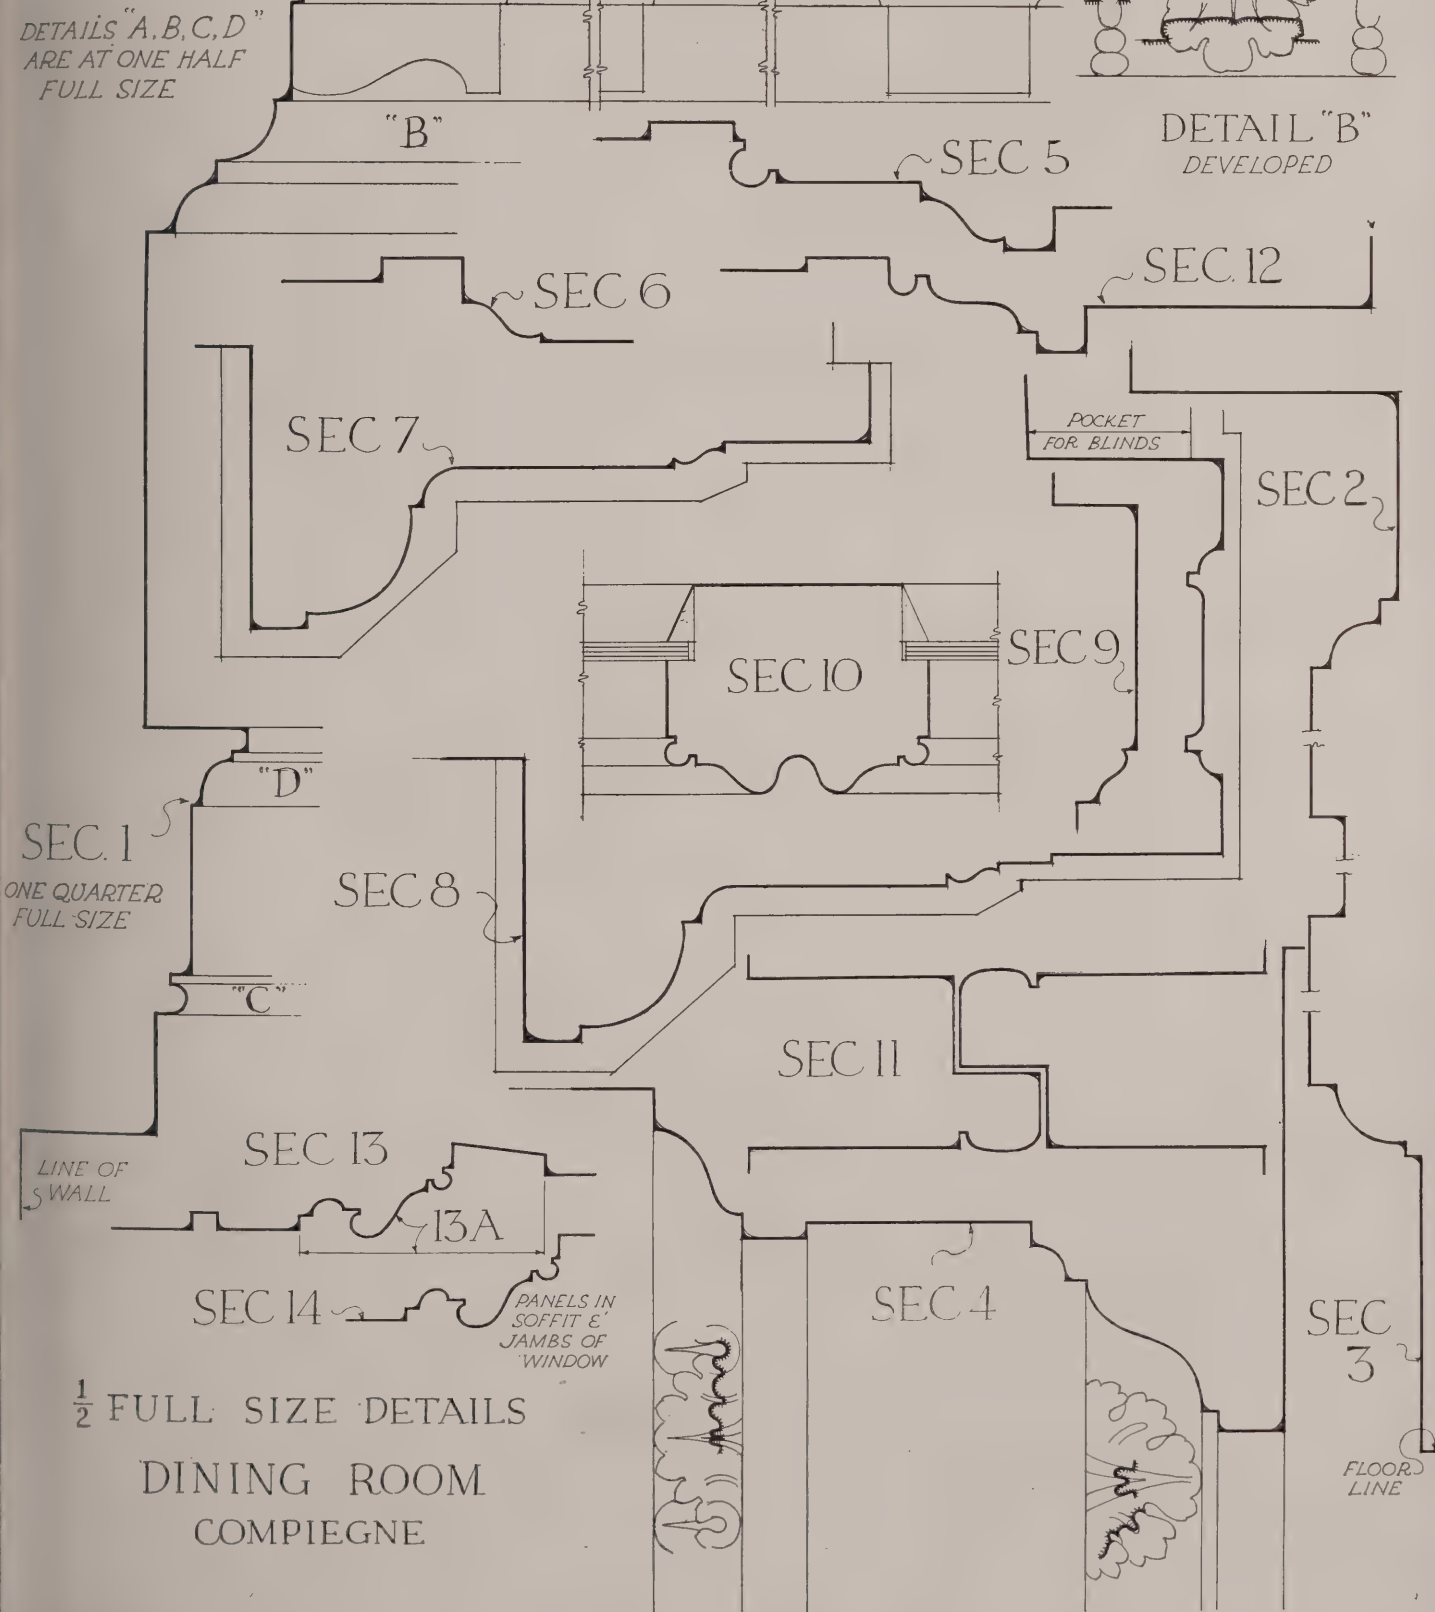 DETAILS "A, B, C, D"
ARE AT ONE HALF
FULL SIZE
"B"
SEC 5
DETAIL "B"
DEVELOPED
SEC 6
SEC. 12
SEC 7
POCKET
FOR BLINDS
SEC 2
SEC 10
SEC 9
"D"
SEC. 1
ONE QUARTER
FULL SIZE
SEC 8
"C"
SEC 11
SEC 13
LINE OF
WALL
13A
SEC 14
PANELS IN
SOFFIT &
JAMBS OF
WINDOW
SEC 4
SEC
3
FLOOR
LINE
1/2 FULL SIZE DETAILS
DINING ROOM
COMPIEGNE